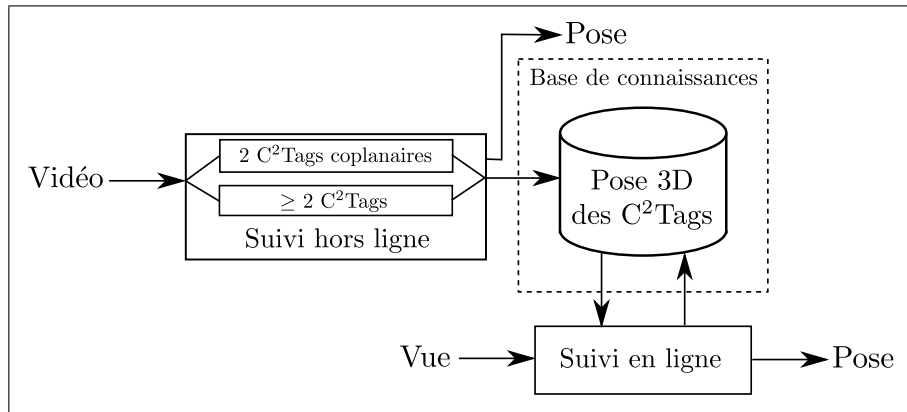 Pose
Base de connaissances
2 C²Tags coplanaires
Vidéo
≥ 2 C²Tags
Suivi hors ligne
Pose 3D
des C²Tags
Vue
Suivi en ligne
Pose